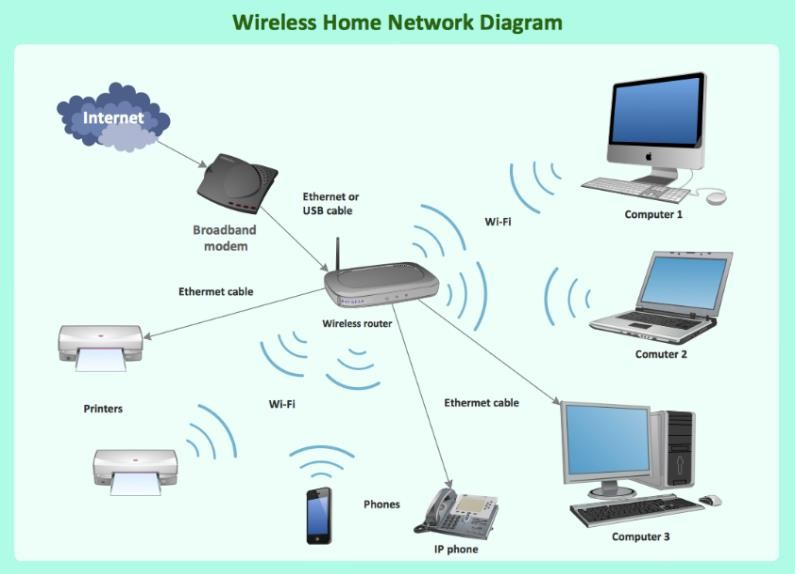 Wireless Home Network Diagram
Internet
Ethernet or
USB cable
Broadband
modem
Wi-Fi
Computer 1
Ethermet cable
Wireless router
Comuter 2
Printers
Wi-Fi
Ethermet cable
Phones
IP phone
Computer 3